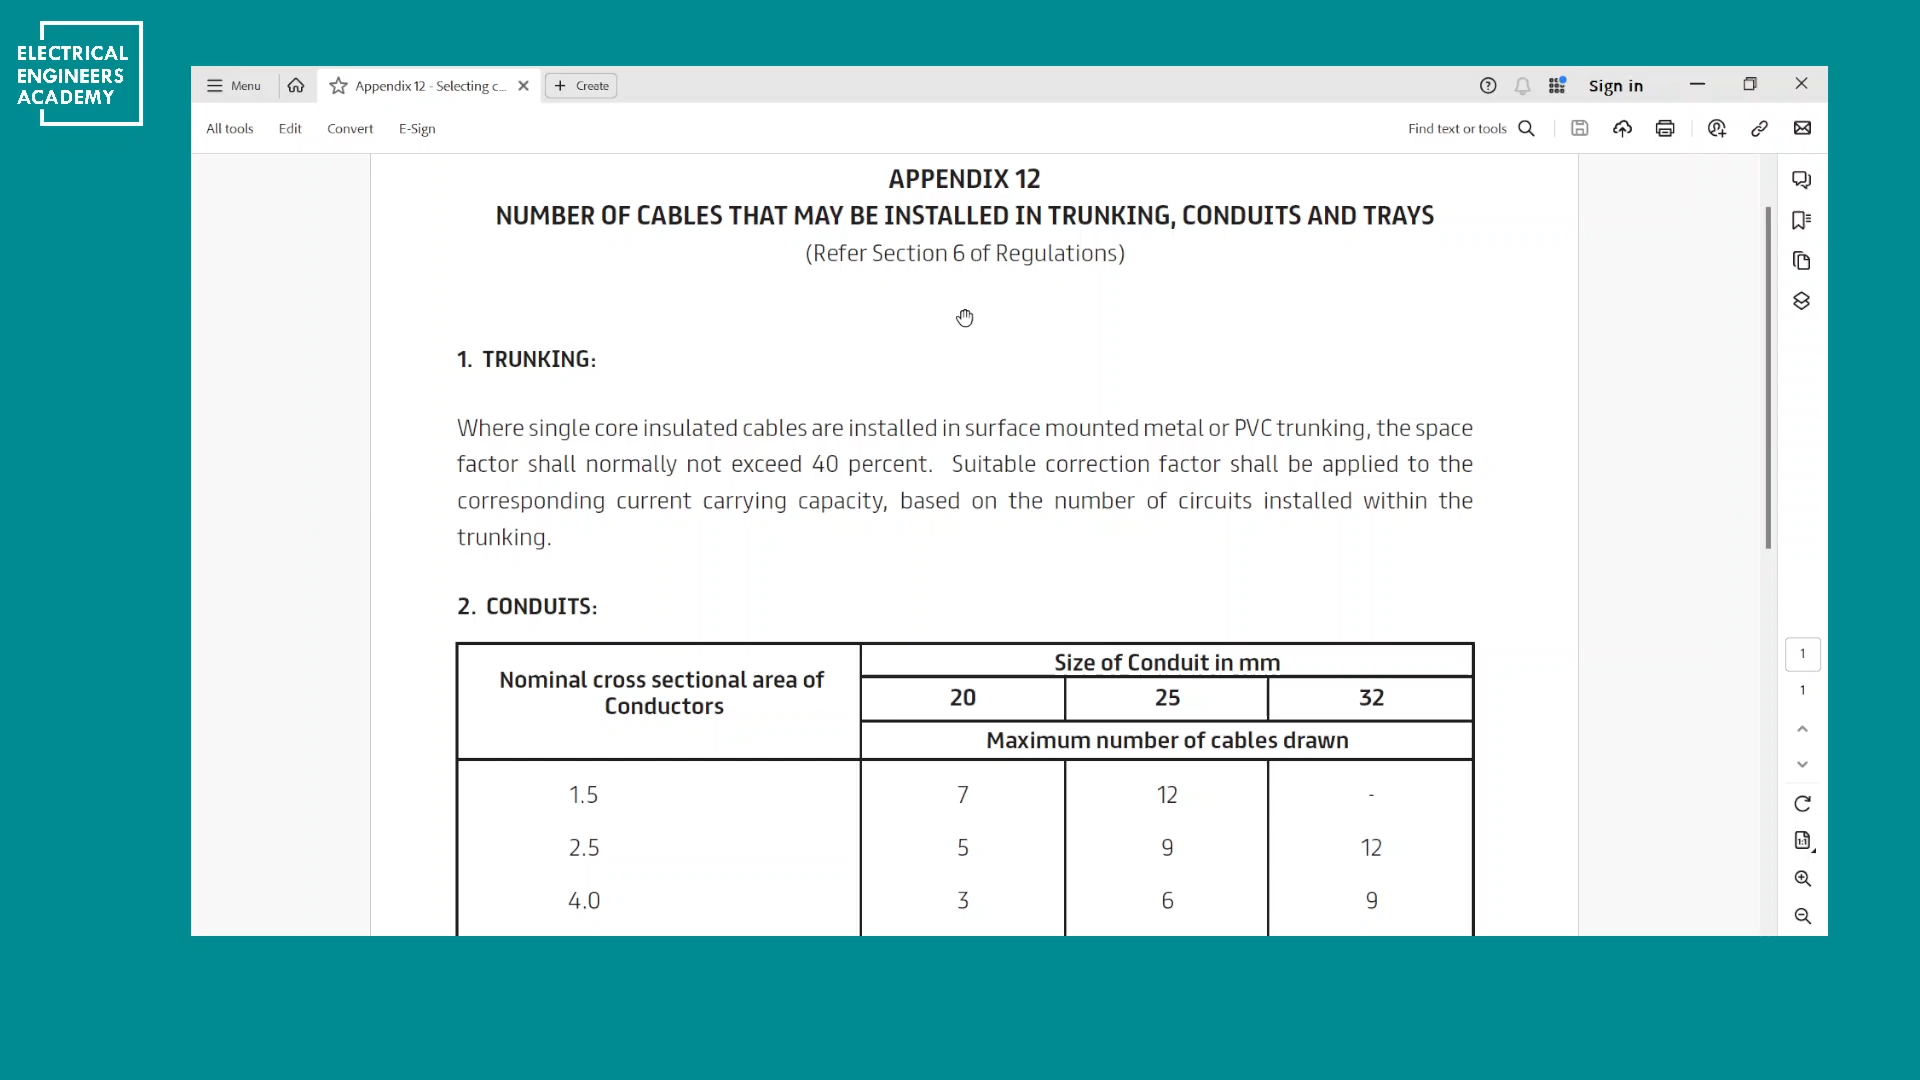 ELECTRICAL
ENGINEERS
ACADEMY
Menu
Appendix 12 - Selecting c...
Create
Sign in
All tools
Edit
Convert
E-Sign
Find text or tools
APPENDIX 12
NUMBER OF CABLES THAT MAY BE INSTALLED IN TRUNKING, CONDUITS AND TRAYS
(Refer Section 6 of Regulations)
1. TRUNKING:
Where single core insulated cables are installed in surface mounted metal or PVC trunking, the space
factor shall normally not exceed 40 percent. Suitable correction factor shall be applied to the
corresponding current carrying capacity, based on the number of circuits installed within the
trunking.
2. CONDUITS:
Nominal cross sectional area of
Conductors
Size of Conduit in mm
20 25 32
Maximum number of cables drawn
1.5 7 12 -
2.5 5 9 12
4.0 3 6 9
1
1